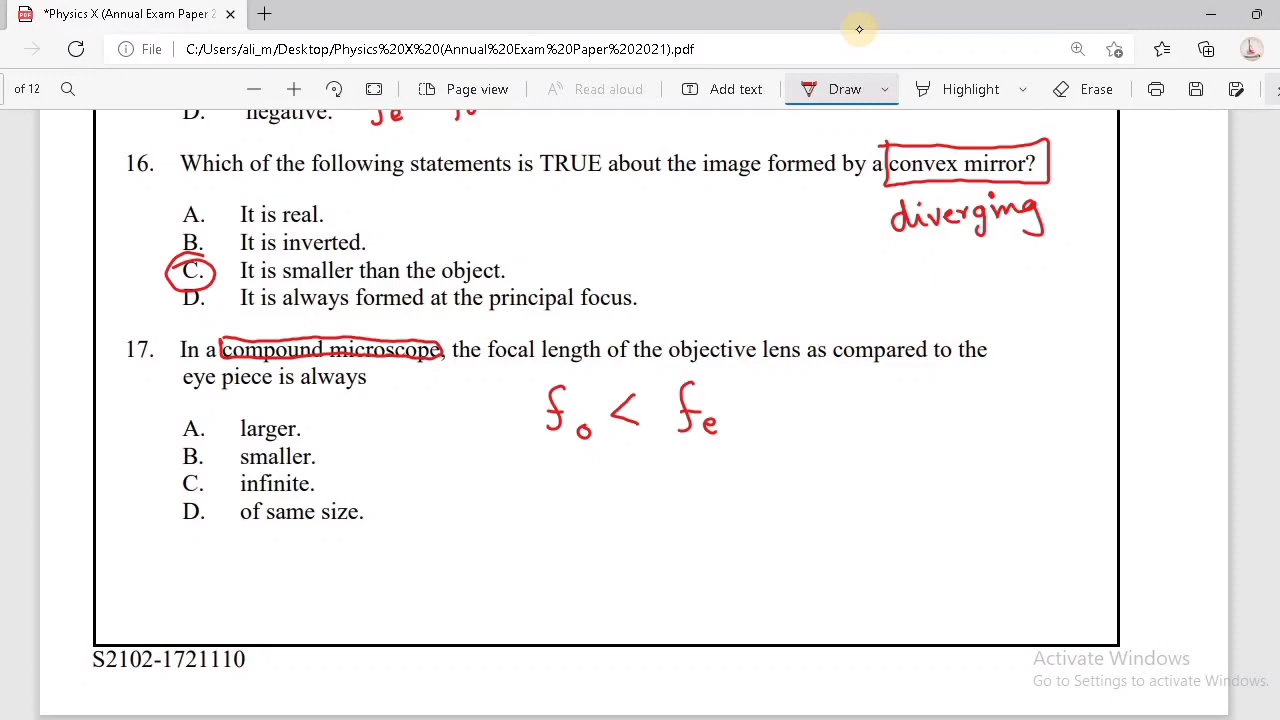 *Physics X (Annual Exam Paper 2
File C:/Users/ali_m/Desktop/Physics%20X%20(Annual%20Exam%20Paper%202021).pdf
of 12 Page view Read aloud Add text Draw Highlight Erase
D. negative. fe
16. Which of the following statements is TRUE about the image formed by a convex mirror?
diverging
A. It is real.
B. It is inverted.
C. It is smaller than the object.
D. It is always formed at the principal focus.
17. In a compound microscope, the focal length of the objective lens as compared to the
eye piece is always
fo < fe
A. larger.
B. smaller.
C. infinite.
D. of same size.
S2102-1721110
Activate Windows
Go to Settings to activate Windows.